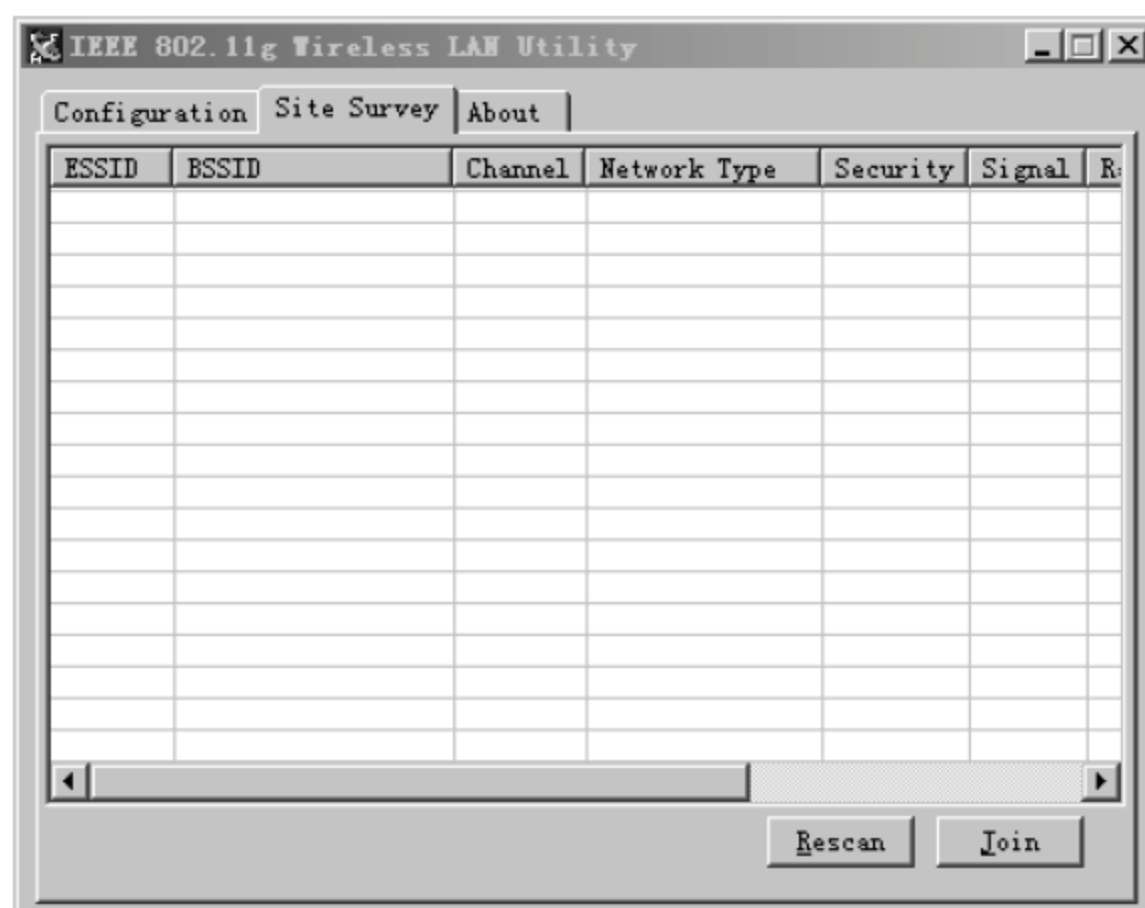 IEEE 802.11g Wireless LAN Utility
Configuration Site Survey About
ESSID BSSID Channel Network Type Security Signal
Rescan Join